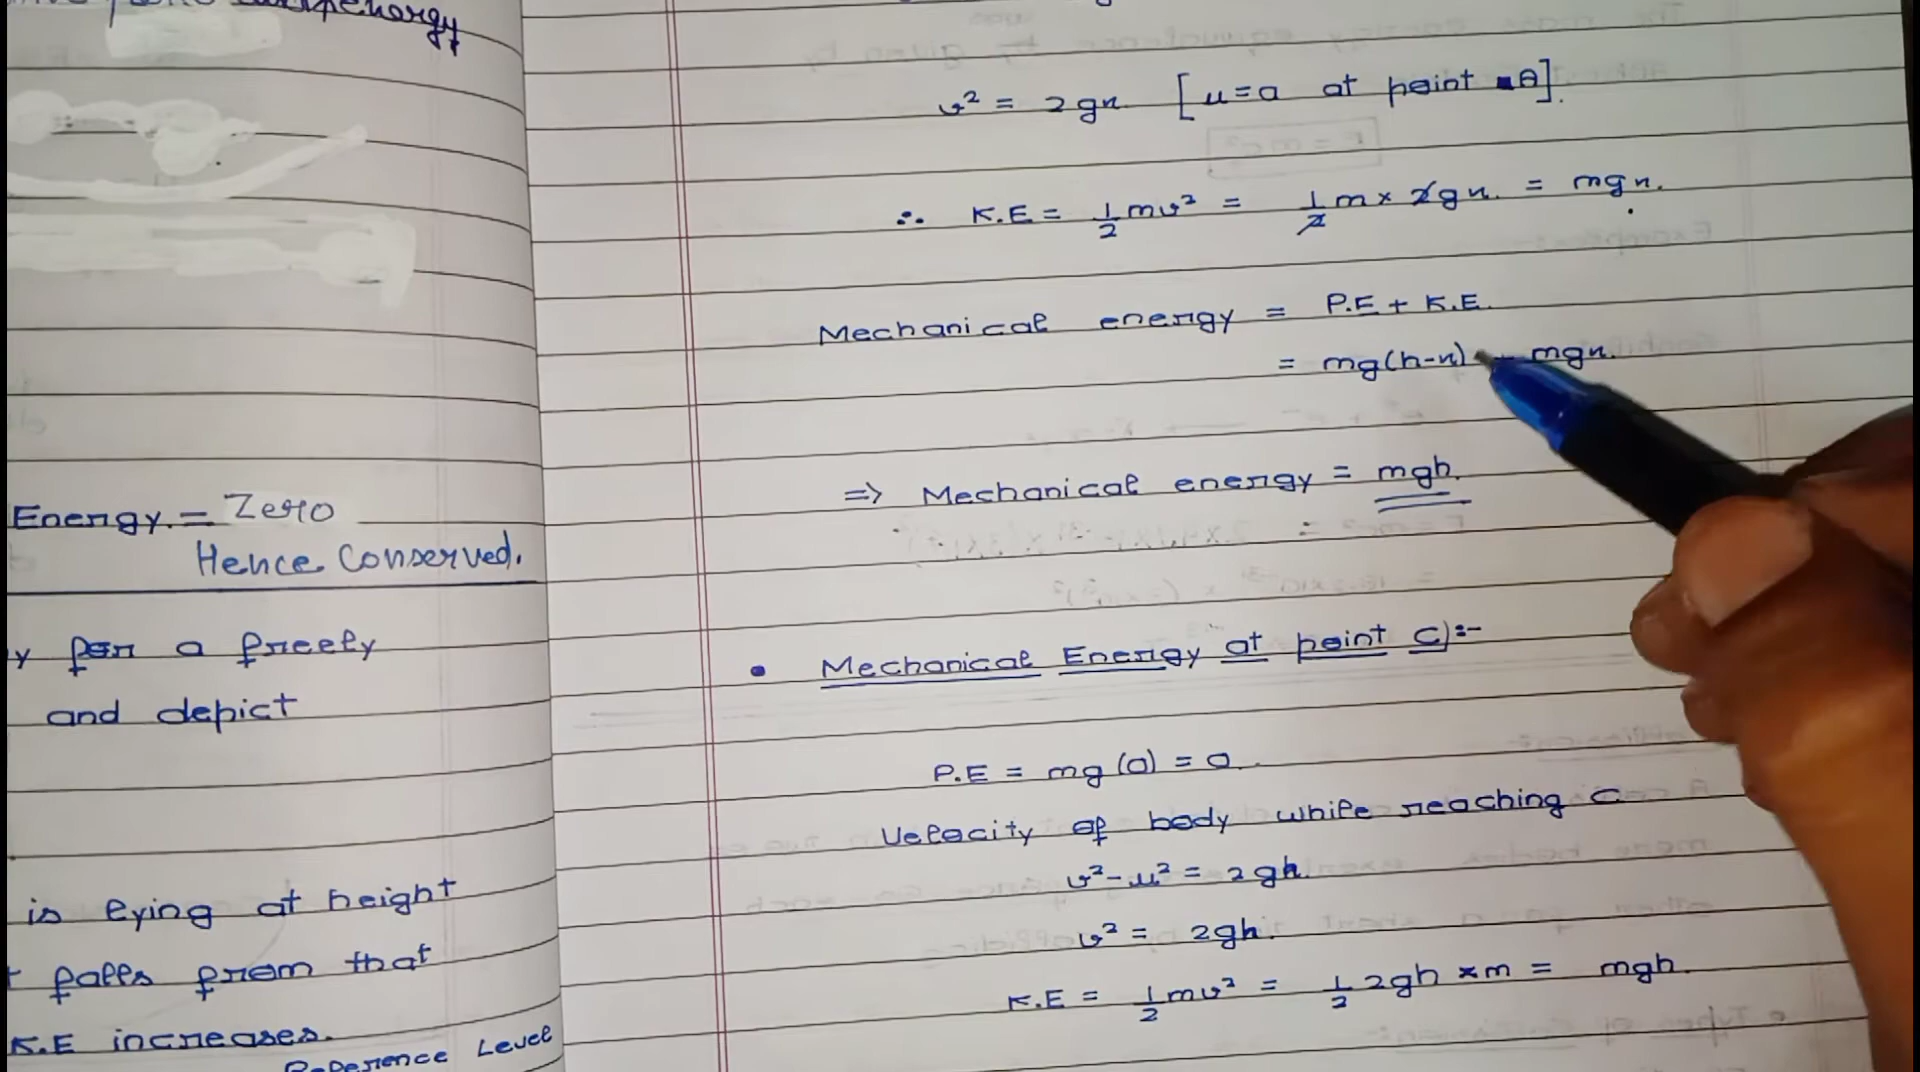 energy
Energy. = Zero
Hence Conserved.
y for a freely
and depict
is lying at height
falls from that
K.E increases.
Reference Level
v² = 2gx [u=0 at point A].
∴ K.E = 1/2 mv² = 1/2 m × 2gx. = mgx.
Mechanical energy = P.E + K.E.
= mg(h-x) mgx.
⇒ Mechanical energy = mgh.
• Mechanical Energy at point C):-
P.E = mg(0) = 0.
Velocity of body while reaching C
v² - u² = 2gh.
v² = 2gh.
K.E = 1/2 mv² = 1/2 2gh × m = mgh.